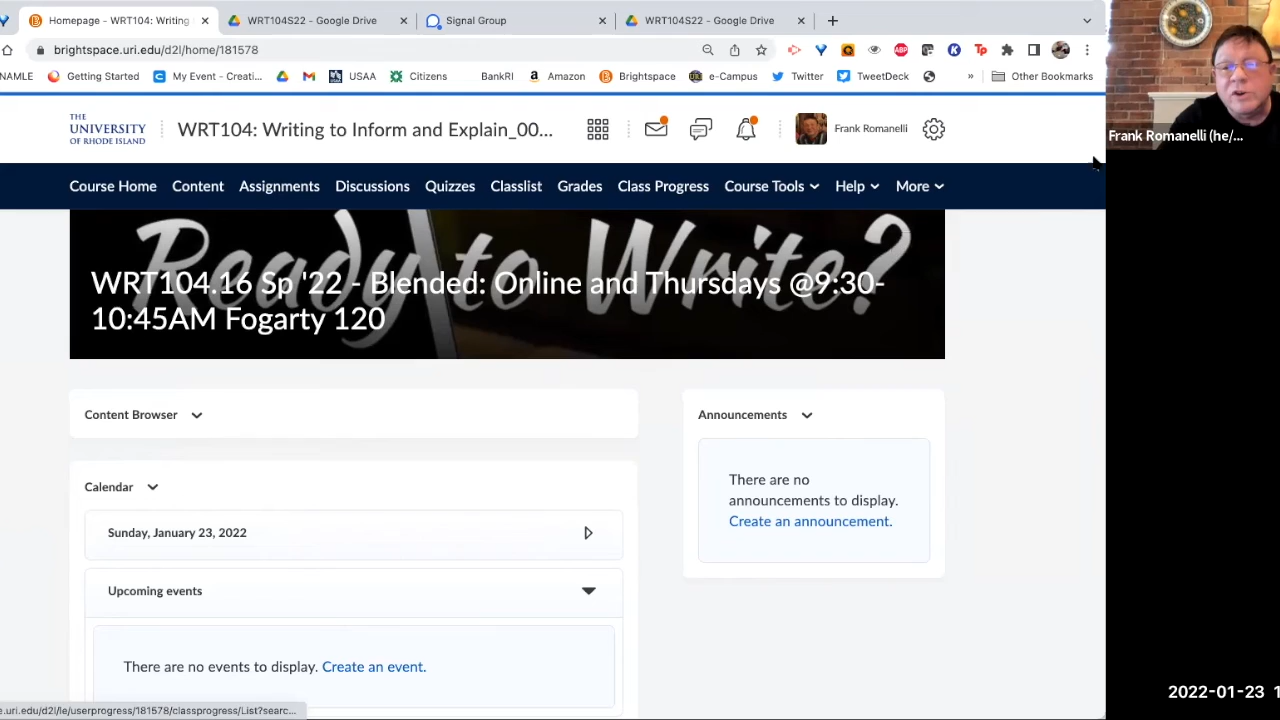 Homepage - WRT104: Writing
WRT104S22 - Google Drive
Signal Group
WRT104S22 - Google Drive
brightspace.uri.edu/d2l/home/181578
NAMLE Getting Started My Event - Creati... USAA Citizens BankRI Amazon Brightspace e-Campus Twitter TweetDeck » Other Bookmarks
THE
UNIVERSITY
OF RHODE ISLAND
WRT104: Writing to Inform and Explain_00...
Frank Romanelli
Frank Romanelli (he/...
Course Home Content Assignments Discussions Quizzes Classlist Grades Class Progress Course Tools Help More
Ready to Write?
WRT104.16 Sp '22 - Blended: Online and Thursdays @9:30-
10:45AM Fogarty 120
Content Browser
Calendar
Sunday, January 23, 2022
Upcoming events
There are no events to display. Create an event.
Announcements
There are no
announcements to display.
Create an announcement.
e.uri.edu/d2l/le/userprogress/181578/classprogress/List?searc...
2022-01-23 1